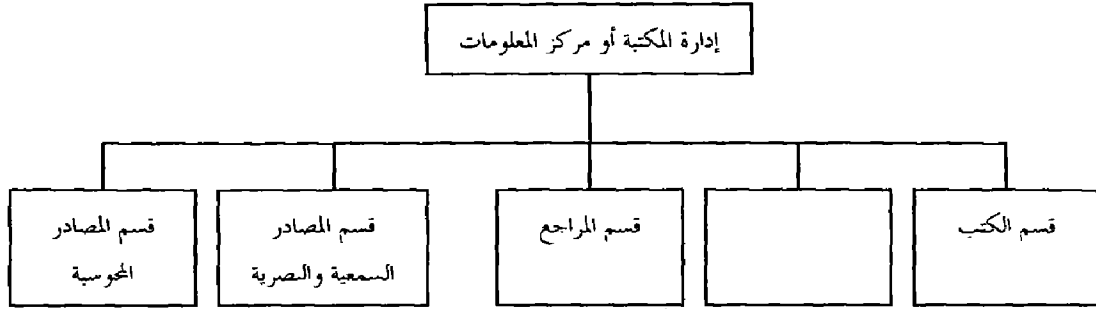 إدارة المكتبة أو مركز المعلومات
قسم الكتب
قسم المراجع
قسم المصادر
السمعية والبصرية
قسم المصادر
المحوسبة